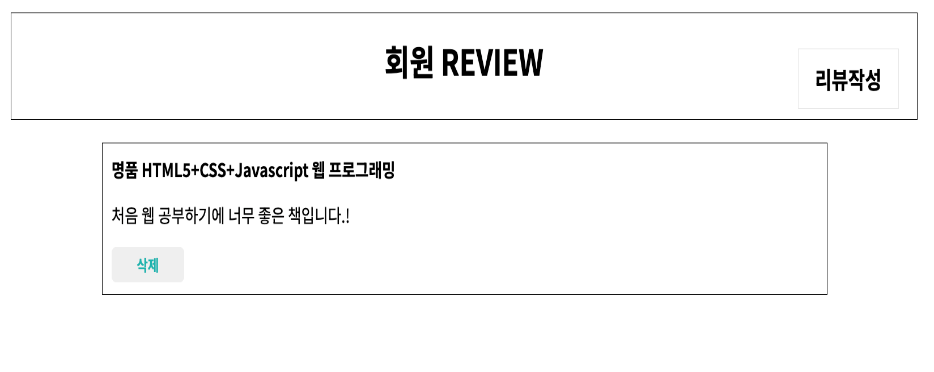 회원 REVIEW
리뷰작성
명품 HTML5+CSS+Javascript 웹 프로그래밍
처음 웹 공부하기에 너무 좋은 책입니다.!
삭제